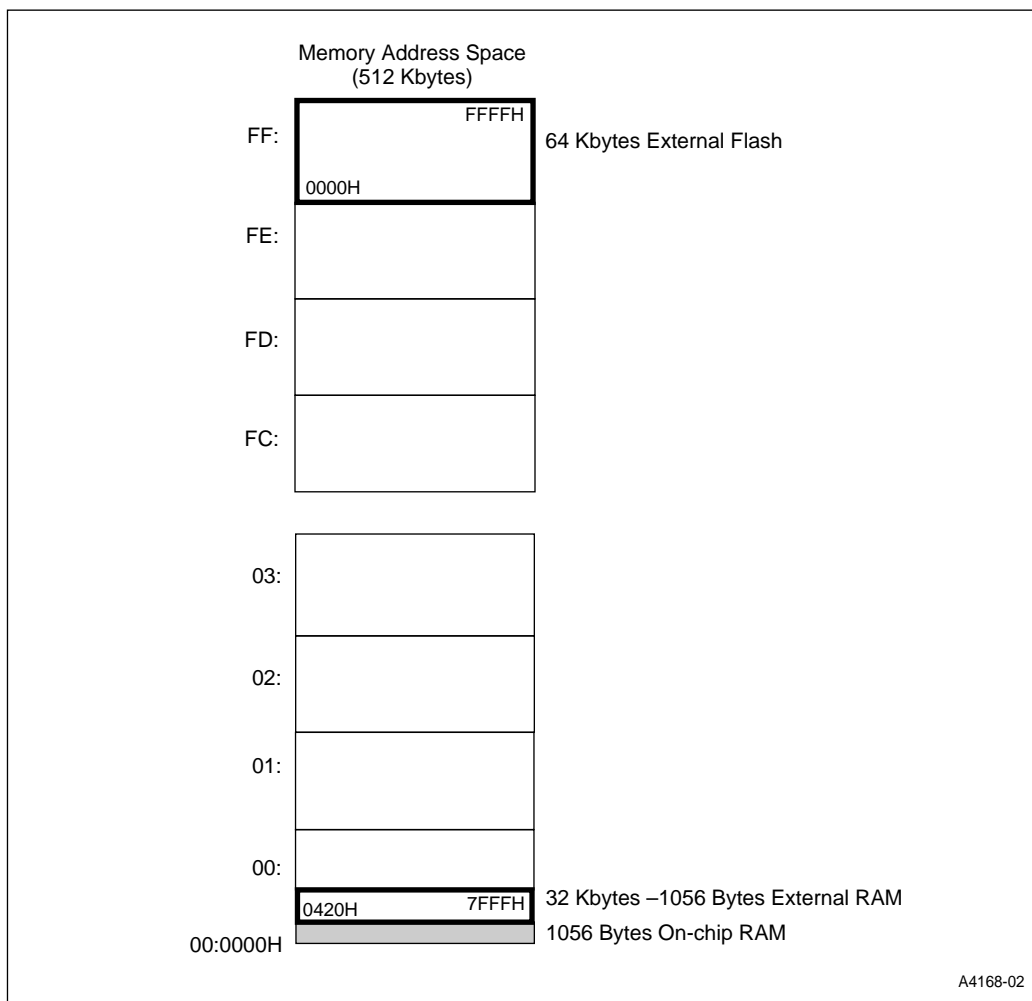 Memory Address Space
(512 Kbytes)
FFFFH
FF:
64 Kbytes External Flash
0000H
FE:
FD:
FC:
03:
02:
01:
00:
0420H 7FFFH
32 Kbytes –1056 Bytes External RAM
1056 Bytes On-chip RAM
00:0000H
A4168-02